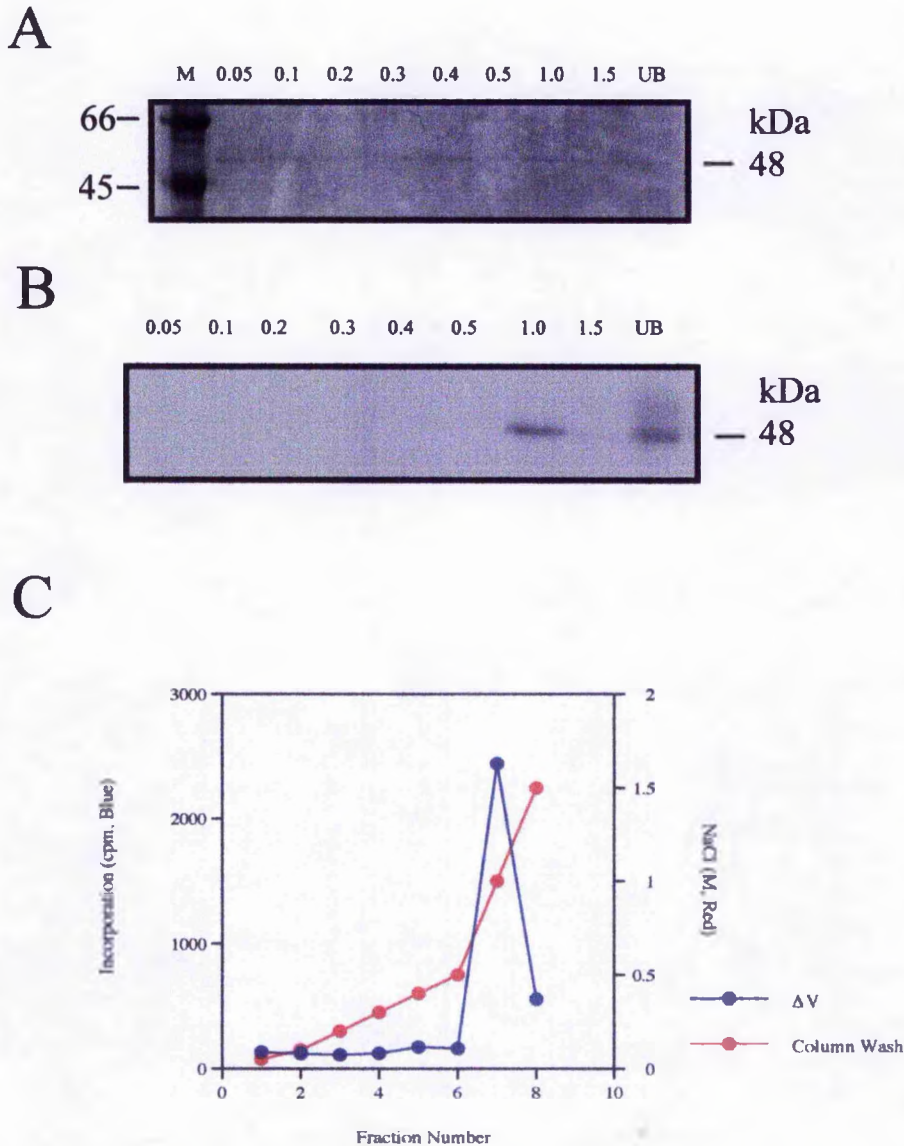 A
M 0.05 0.1 0.2 0.3 0.4 0.5 1.0 1.5 UB
66
45
kDa
48
B
0.05 0.1 0.2 0.3 0.4 0.5 1.0 1.5 UB
kDa
48
C
3000
2000
1000
0
Incorporation (cpm, Blue)
2
1.5
1
0.5
0
NaCl (M, Red)
0 2 4 6 8 10
Fraction Number
ΔV
Column Wash